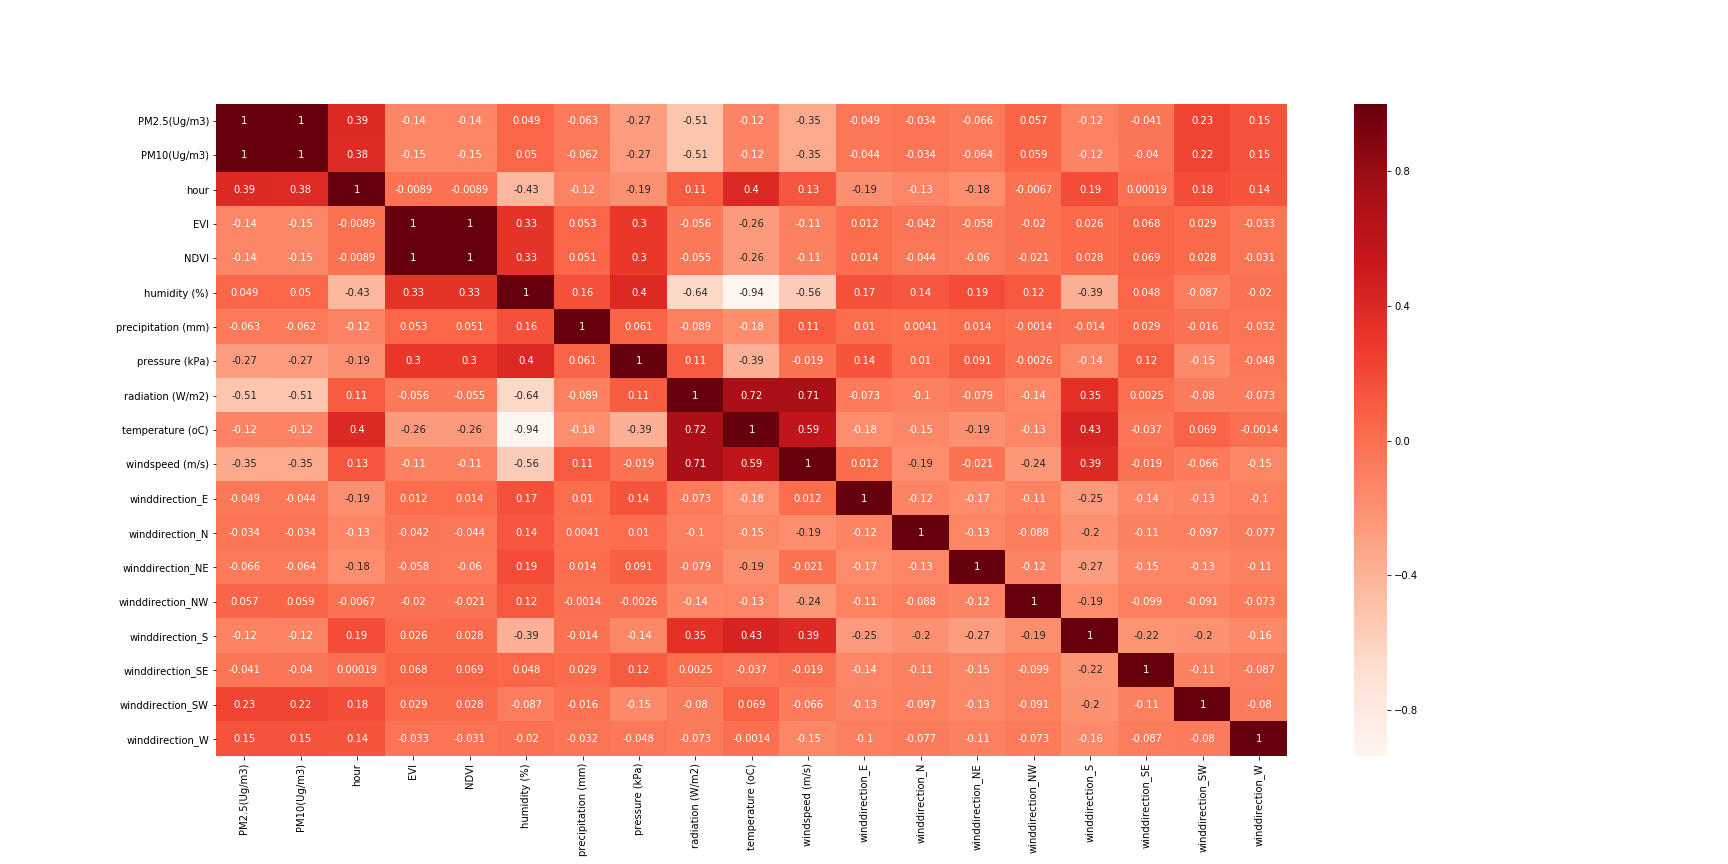 PM2.5(Ug/m3) 1 1 0.39 -0.14 -0.14 0.049 -0.063 -0.27 -0.51 -0.12 -0.35 -0.049 -0.034 -0.066 0.057 -0.12 -0.041 0.23 0.15
PM10(Ug/m3) 1 1 0.38 -0.15 -0.15 0.05 -0.062 -0.27 -0.51 -0.12 -0.35 -0.044 -0.034 -0.064 0.059 -0.12 -0.04 0.22 0.15
hour 0.39 0.38 1 -0.0089 -0.0089 -0.43 -0.12 -0.19 0.11 0.4 0.13 -0.19 -0.13 -0.18 -0.0067 0.19 0.00019 0.18 0.14
EVI -0.14 -0.15 -0.0089 1 1 0.33 0.053 0.3 -0.056 -0.26 -0.11 0.012 -0.042 -0.058 -0.02 0.026 0.068 0.029 -0.033
NDVI -0.14 -0.15 -0.0089 1 1 0.33 0.051 0.3 -0.055 -0.26 -0.11 0.014 -0.044 -0.06 -0.021 0.028 0.069 0.028 -0.031
humidity (%) 0.049 0.05 -0.43 0.33 0.33 1 0.16 0.4 -0.64 -0.94 -0.56 0.17 0.14 0.19 0.12 -0.39 0.048 -0.087 -0.02
precipitation (mm) -0.063 -0.062 -0.12 0.053 0.051 0.16 1 0.061 -0.089 -0.18 0.11 0.01 0.0041 0.014 -0.0014 -0.014 0.029 -0.016 -0.032
pressure (kPa) -0.27 -0.27 -0.19 0.3 0.3 0.4 0.061 1 0.11 -0.39 -0.019 0.14 0.01 0.091 -0.0026 -0.14 0.12 -0.15 -0.048
radiation (W/m2) -0.51 -0.51 0.11 -0.056 -0.055 -0.64 -0.089 0.11 1 0.72 0.71 -0.073 -0.1 -0.079 -0.14 0.35 0.0025 -0.08 -0.073
temperature (oC) -0.12 -0.12 0.4 -0.26 -0.26 -0.94 -0.18 -0.39 0.72 1 0.59 -0.18 -0.15 -0.19 -0.13 0.43 -0.037 0.069 -0.0014
windspeed (m/s) -0.35 -0.35 0.13 -0.11 -0.11 -0.56 0.11 -0.019 0.71 0.59 1 0.012 -0.19 -0.021 -0.24 0.39 -0.019 -0.066 -0.15
winddirection_E -0.049 -0.044 -0.19 0.012 0.014 0.17 0.01 0.14 -0.073 -0.18 0.012 1 -0.12 -0.17 -0.11 -0.25 -0.14 -0.13 -0.1
winddirection_N -0.034 -0.034 -0.13 -0.042 -0.044 0.14 0.0041 0.01 -0.1 -0.15 -0.19 -0.12 1 -0.13 -0.088 -0.2 -0.11 -0.097 -0.077
winddirection_NE -0.066 -0.064 -0.18 -0.058 -0.06 0.19 0.014 0.091 -0.079 -0.19 -0.021 -0.17 -0.13 1 -0.12 -0.27 -0.15 -0.13 -0.11
winddirection_NW 0.057 0.059 -0.0067 -0.02 -0.021 0.12 -0.0014 -0.0026 -0.14 -0.13 -0.24 -0.11 -0.088 -0.12 1 -0.19 -0.099 -0.091 -0.073
winddirection_S -0.12 -0.12 0.19 0.026 0.028 -0.39 -0.014 -0.14 0.35 0.43 0.39 -0.25 -0.2 -0.27 -0.19 1 -0.22 -0.2 -0.16
winddirection_SE -0.041 -0.04 0.00019 0.068 0.069 0.048 0.029 0.12 0.0025 -0.037 -0.019 -0.14 -0.11 -0.15 -0.099 -0.22 1 -0.11 -0.087
winddirection_SW 0.23 0.22 0.18 0.029 0.028 -0.087 -0.016 -0.15 -0.08 0.069 -0.066 -0.13 -0.097 -0.13 -0.091 -0.2 -0.11 1 -0.08
winddirection_W 0.15 0.15 0.14 -0.033 -0.031 -0.02 -0.032 -0.048 -0.073 -0.0014 -0.15 -0.1 -0.077 -0.11 -0.073 -0.16 -0.087 -0.08 1
PM2.5(Ug/m3)
PM10(Ug/m3)
hour
EVI
NDVI
humidity (%)
precipitation (mm)
pressure (kPa)
radiation (W/m2)
temperature (oC)
windspeed (m/s)
winddirection_E
winddirection_N
winddirection_NE
winddirection_NW
winddirection_S
winddirection_SE
winddirection_SW
winddirection_W
0.8
0.4
0.0
−0.4
−0.8